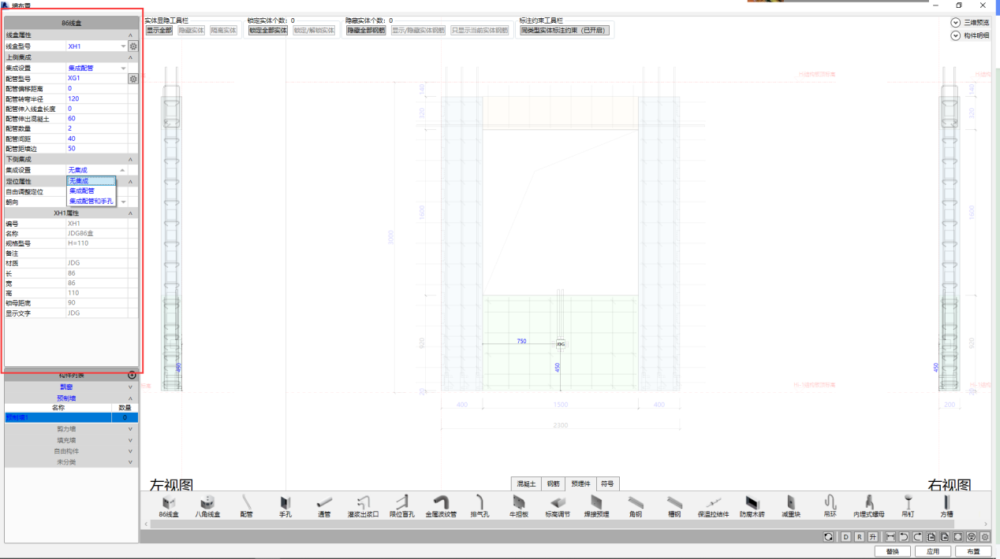 墙布置
86线盒
线盒属性
线盒型号 XH1
上侧集成
集成设置 集成配管
配管型号 XG1
配管偏移距离 0
配管转弯半径 120
配管伸入线盒长度 0
配管伸出混凝土 60
配管数量 2
配管间距 40
配管距墙边 50
下侧集成
集成设置 无集成
定位属性 无集成
自由调整定位 集成配管
朝向 集成配管和手孔
XH1属性
编号 XH1
名称 JDG86盒
规格型号 H=110
备注
材质 JDG
长 86
宽 86
高 110
锁母距底 90
显示文字 JDG
构件列表
飘窗
预制墙
名称 数量
预制墙1 0
剪力墙
填充墙
自由构件
未分类
实体显隐工具栏 锁定实体个数：0 隐藏实体个数：0 标注约束工具栏
显示全部 隐藏实体 隔离实体 锁定全部实体 锁定/解锁实体 隐藏全部钢筋 显示/隐藏实体钢筋 只显示当前实体钢筋 同类型实体标注约束（已开启）
三维预览
构件明细
140
320
1600
3000
920
20
750
JDG
450
400 1500 400
2300
450
140
320
1600
920
450
20
200
左视图
右视图
混凝土 钢筋 预埋件 符号
86线盒 八角线盒 配管 手孔 通管 灌浆出浆口 限位盲孔 金属波纹管 排气孔 牛担板 标高调节 焊接预埋 角钢 槽钢 保温拉结件 防腐木砖 减重块 吊环 内埋式螺母 吊钉 方槽
D R 升
替换 应用 布置